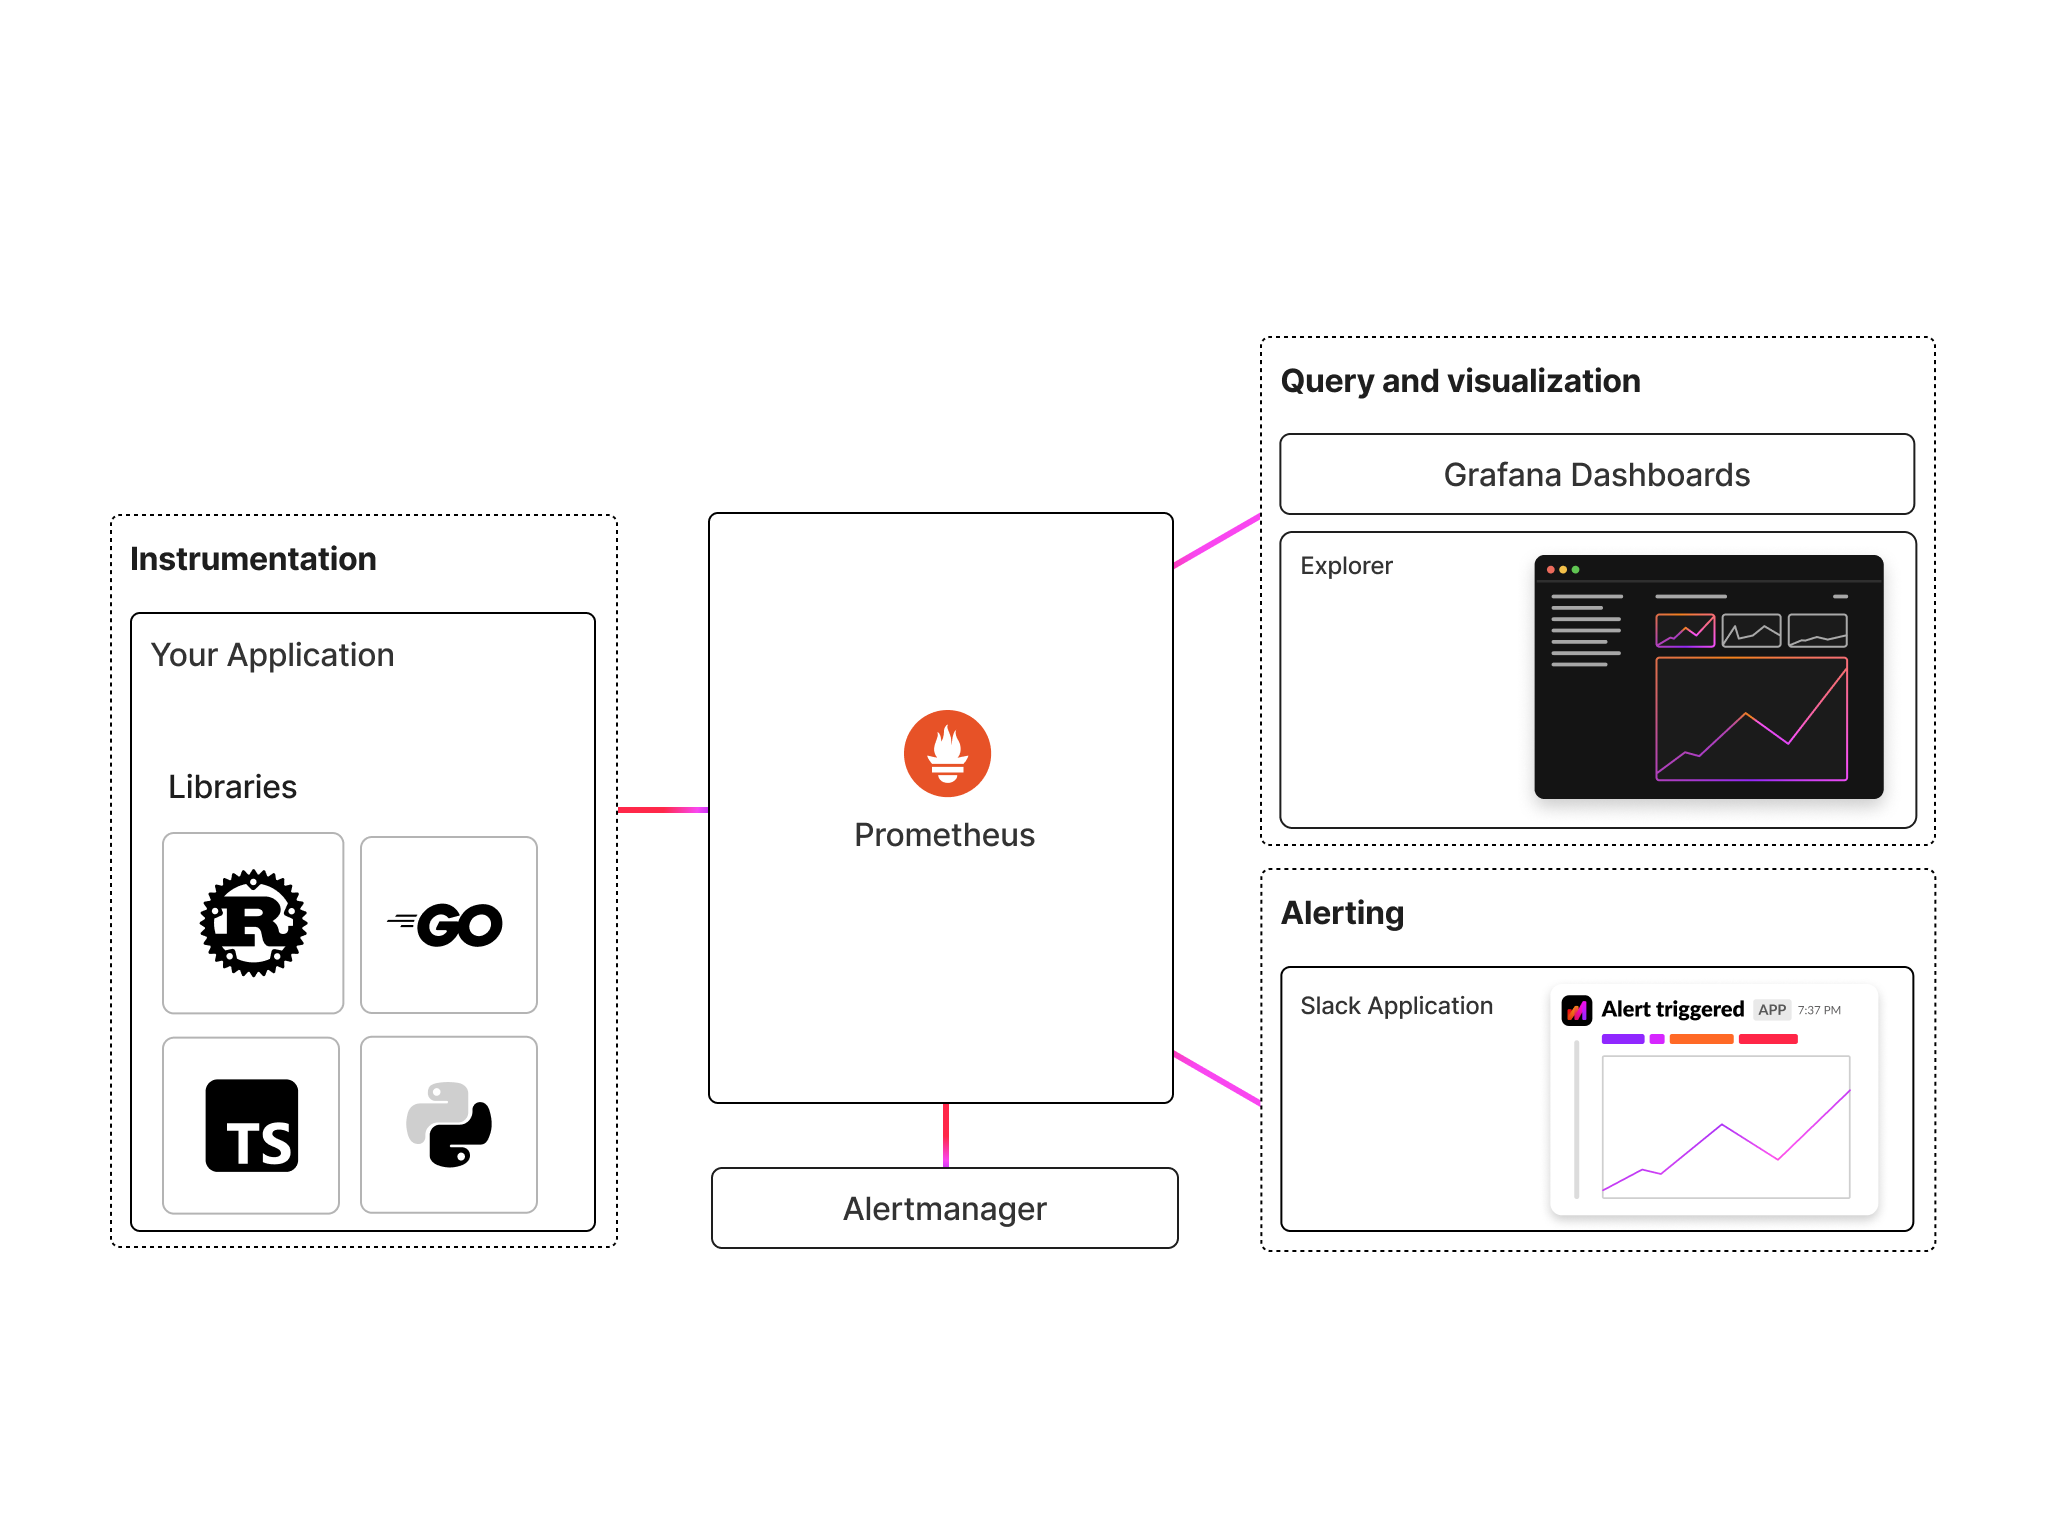 Instrumentation
Your Application
Libraries
R
GO
TS
Prometheus
Alertmanager
Query and visualization
Grafana Dashboards
Explorer
Alerting
Slack Application
Alert triggered APP 7:37 PM